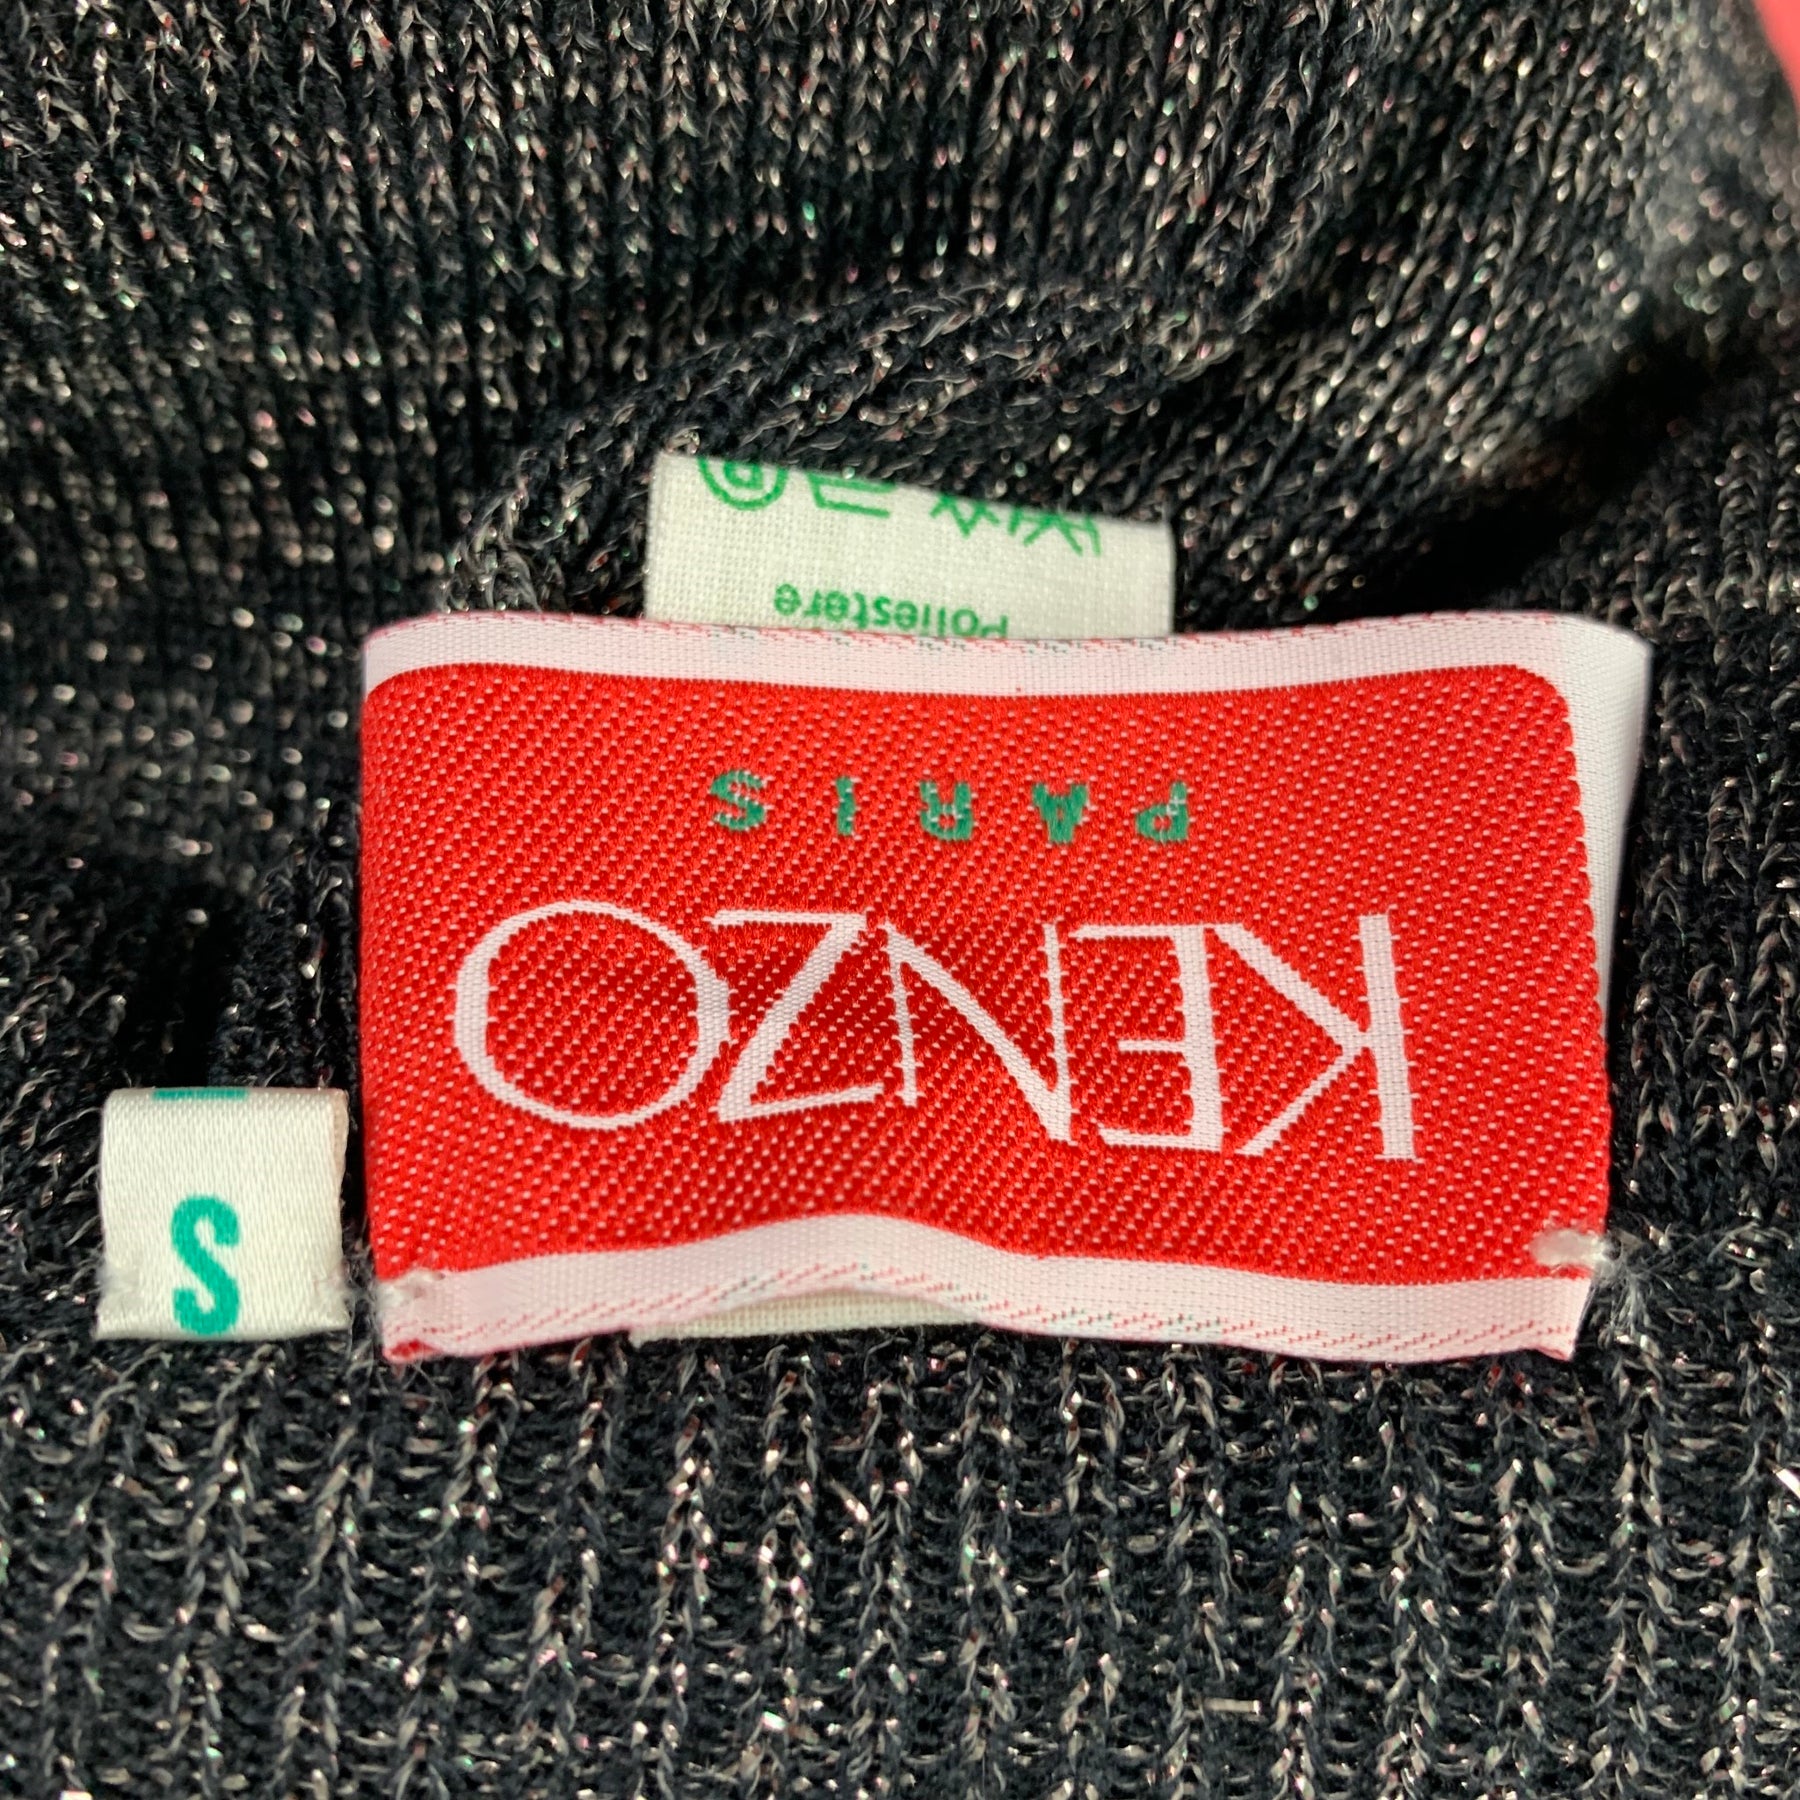 KENZO
PARIS
S
Poliestere